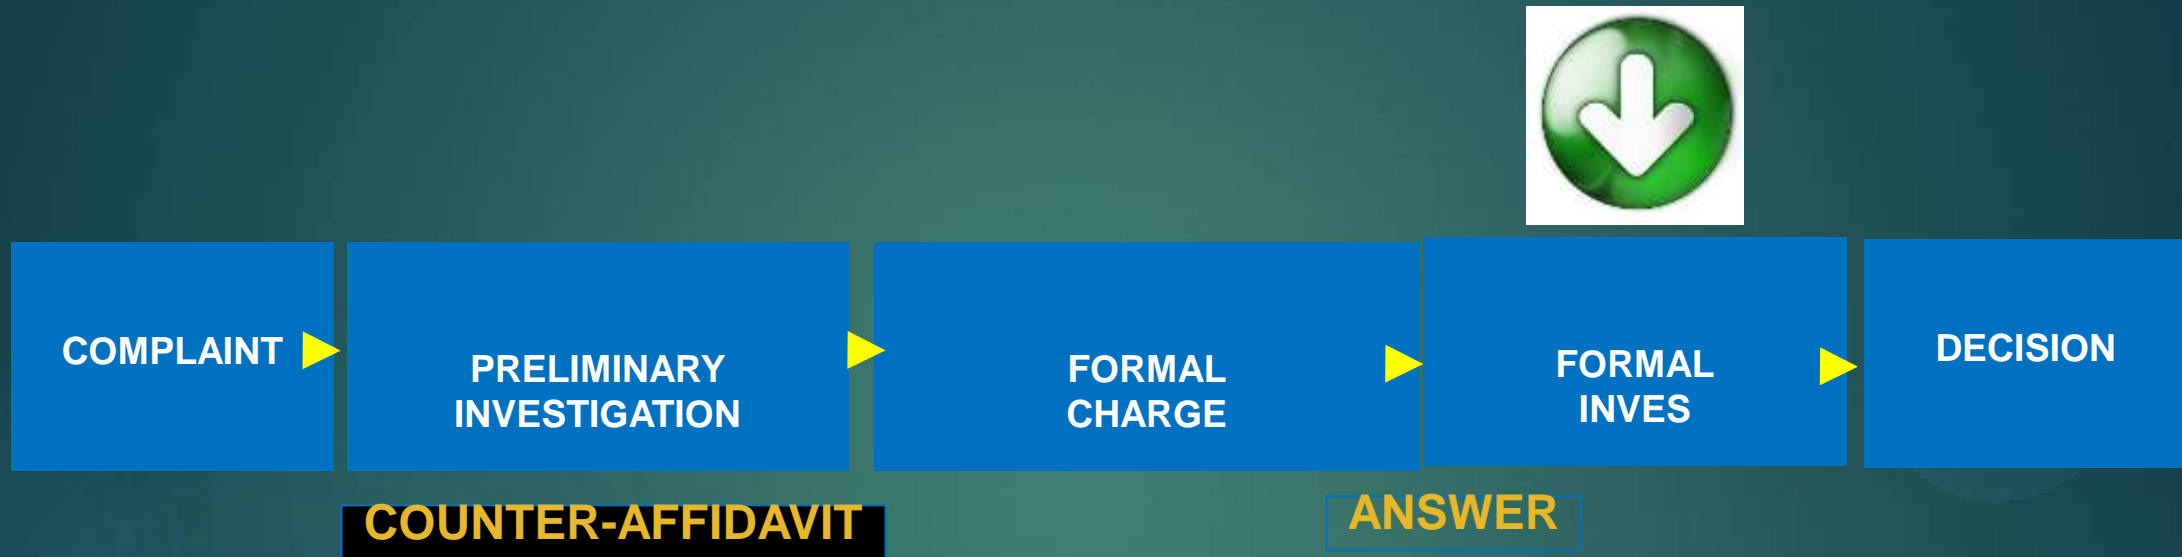 COMPLAINT
PRELIMINARY
INVESTIGATION
FORMAL
CHARGE
FORMAL
INVES
DECISION
COUNTER-AFFIDAVIT
ANSWER